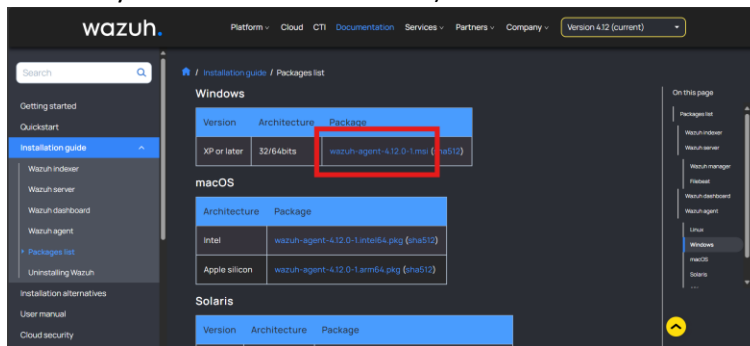 wazuh.
Platform Cloud CTI Documentation Services Partners Company Version 4.12 (current)
Search
Getting started
Quickstart
Installation guide
Wazuh indexer
Wazuh server
Wazuh dashboard
Wazuh agent
Packages list
Uninstalling Wazuh
Installation alternatives
User manual
Cloud security
/ Installation guide / Packages list
Windows
Version Architecture Package
XP or later 32/64bits wazuh-agent-4.12.0-1.msi (sha512)
macOS
Architecture Package
Intel wazuh-agent-4.12.0-1.intel64.pkg (sha512)
Apple silicon wazuh-agent-4.12.0-1.arm64.pkg (sha512)
Solaris
Version Architecture Package
On this page
Packages list
Wazuh indexer
Wazuh server
Wazuh manager
Filebeat
Wazuh dashboard
Wazuh agent
Linux
Windows
macOS
Solaris